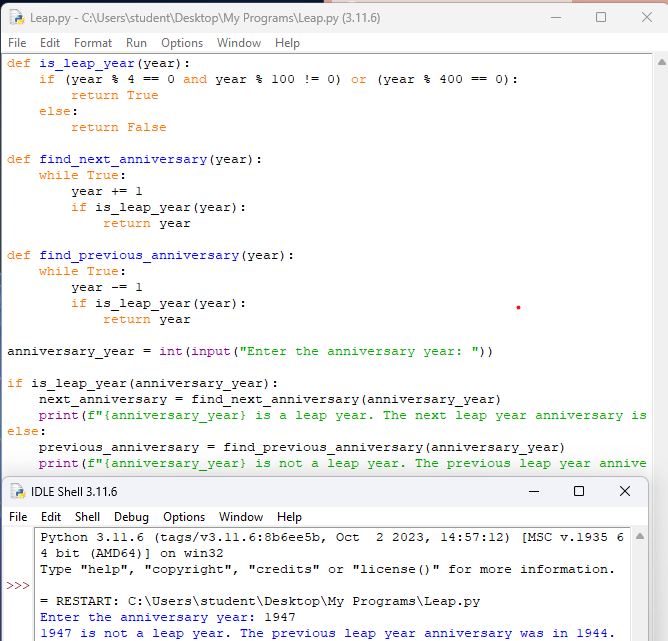 Leap.py - C:\Users\student\Desktop\My Programs\Leap.py (3.11.6)
File Edit Format Run Options Window Help
def is_leap_year(year):
    if (year % 4 == 0 and year % 100 != 0) or (year % 400 == 0):
        return True
    else:
        return False
def find_next_anniversary(year):
    while True:
        year += 1
        if is_leap_year(year):
            return year
def find_previous_anniversary(year):
    while True:
        year -= 1
        if is_leap_year(year):
            return year
anniversary_year = int(input("Enter the anniversary year: "))
if is_leap_year(anniversary_year):
    next_anniversary = find_next_anniversary(anniversary_year)
    print(f"{anniversary_year} is a leap year. The next leap year anniversary is
else:
    previous_anniversary = find_previous_anniversary(anniversary_year)
    print(f"{anniversary_year} is not a leap year. The previous leap year annive
IDLE Shell 3.11.6
File Edit Shell Debug Options Window Help
Python 3.11.6 (tags/v3.11.6:8b6ee5b, Oct  2 2023, 14:57:12) [MSC v.1935 6
4 bit (AMD64)] on win32
Type "help", "copyright", "credits" or "license()" for more information.
>>>
= RESTART: C:\Users\student\Desktop\My Programs\Leap.py
Enter the anniversary year: 1947
1947 is not a leap year. The previous leap year anniversary was in 1944.